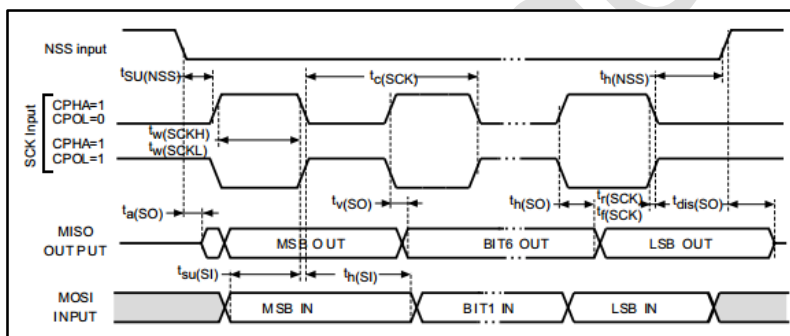 NSS input
tSU(NSS)
tc(SCK)
th(NSS)
SCK Input
CPHA=1
CPOL=0
tw(SCKH)
tw(SCKL)
CPHA=1
CPOL=1
ta(SO)
tv(SO)
th(SO)
tr(SCK)
tf(SCK)
tdis(SO)
MISO
OUTPUT
MSB OUT
BIT6 OUT
LSB OUT
tsu(SI)
th(SI)
MOSI
INPUT
MSB IN
BIT1 IN
LSB IN